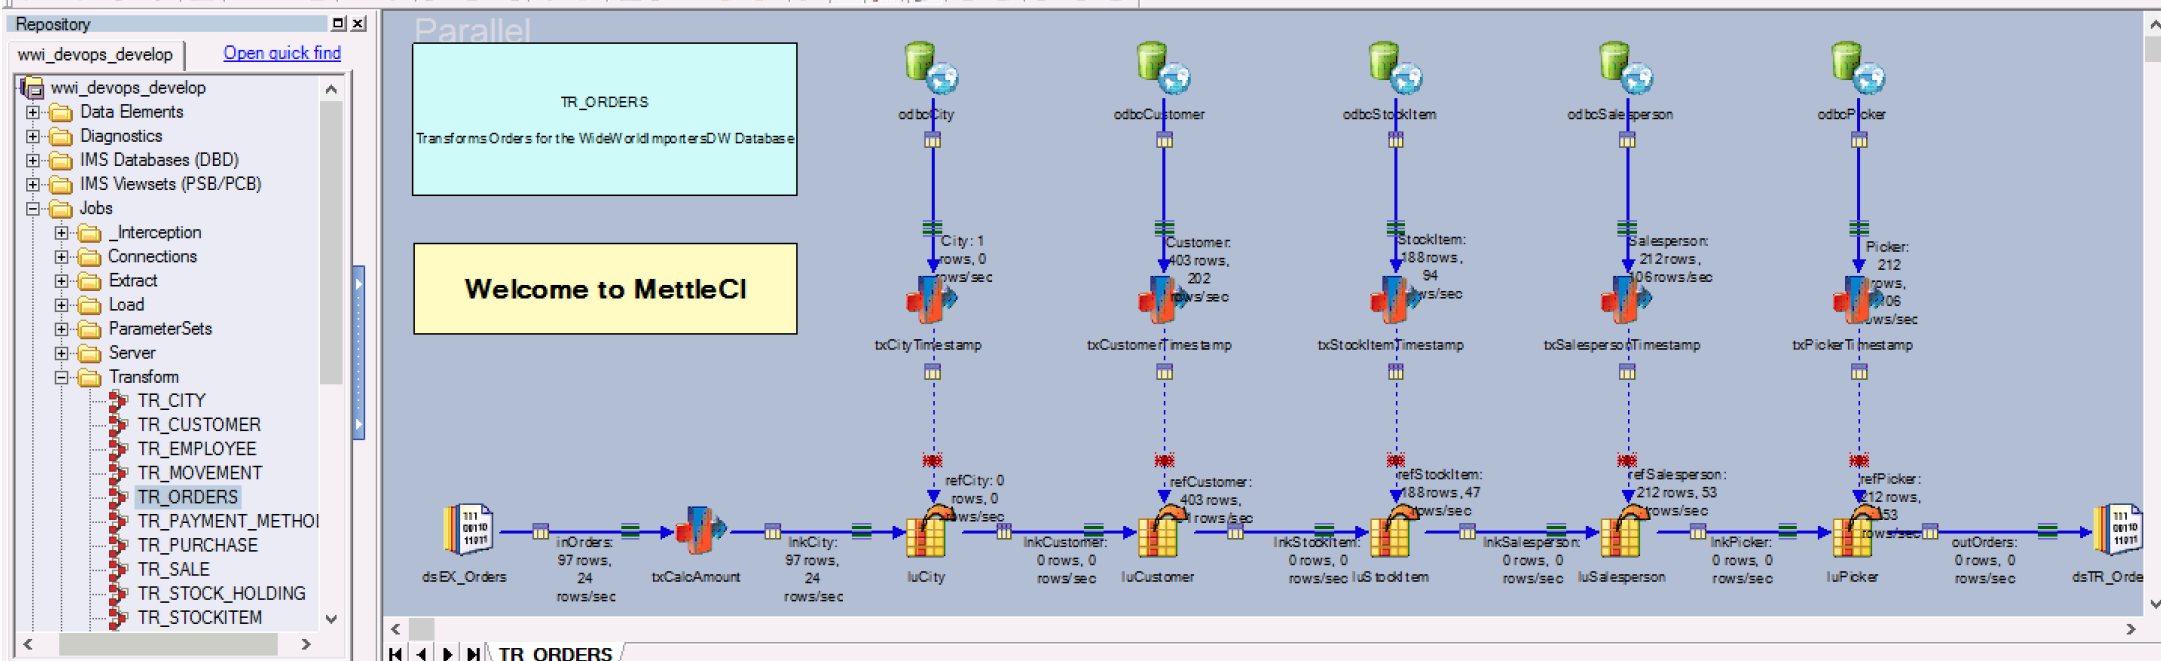 Repository
wwi_devops_develop
Open quick find
wwi_devops_develop
Data Elements
Diagnostics
IMS Databases (DBD)
IMS Viewsets (PSB/PCB)
Jobs
_Interception
Connections
Extract
Load
ParameterSets
Server
Transform
TR_CITY
TR_CUSTOMER
TR_EMPLOYEE
TR_MOVEMENT
TR_ORDERS
TR_PAYMENT_METHO
TR_PURCHASE
TR_SALE
TR_STOCK_HOLDING
TR_STOCKITEM
Parallel
TR_ORDERS
Transforms Orders for the WideWorldImportersDW Database
Welcome to MettleCI
odbcCity
odbcCustomer
odbcStockItem
odbcSalesperson
odbcPicker
City: 1
rows, 0
rows/sec
Customer:
403 rows,
202
rows/sec
StockItem:
188 rows,
94
rows/sec
Salesperson:
212 rows,
106 rows/sec
Picker:
212
rows,
106
rows/sec
txCityTimestamp
txCustomerTimestamp
txStockItemTimestamp
txSalespersonTimestamp
txPickerTimestamp
refCity: 0
rows, 0
rows/sec
refCustomer:
403 rows,
rows/sec
refStockItem:
188 rows, 47
rows/sec
refSalesperson:
212 rows, 53
rows/sec
refPicker:
212 rows,
53
rows/sec
dsEX_Orders
inOrders:
97 rows,
24
rows/sec
txCalcAmount
lnkCity:
97 rows,
24
rows/sec
luCity
lnkCustomer:
0 rows, 0
rows/sec
luCustomer
lnkStockItem:
0 rows, 0
rows/sec
luStockItem
lnkSalesperson:
0 rows, 0
rows/sec
luSalesperson
lnkPicker:
0 rows, 0
rows/sec
luPicker
outOrders:
0 rows, 0
rows/sec
dsTR_Orde
TR_ORDERS